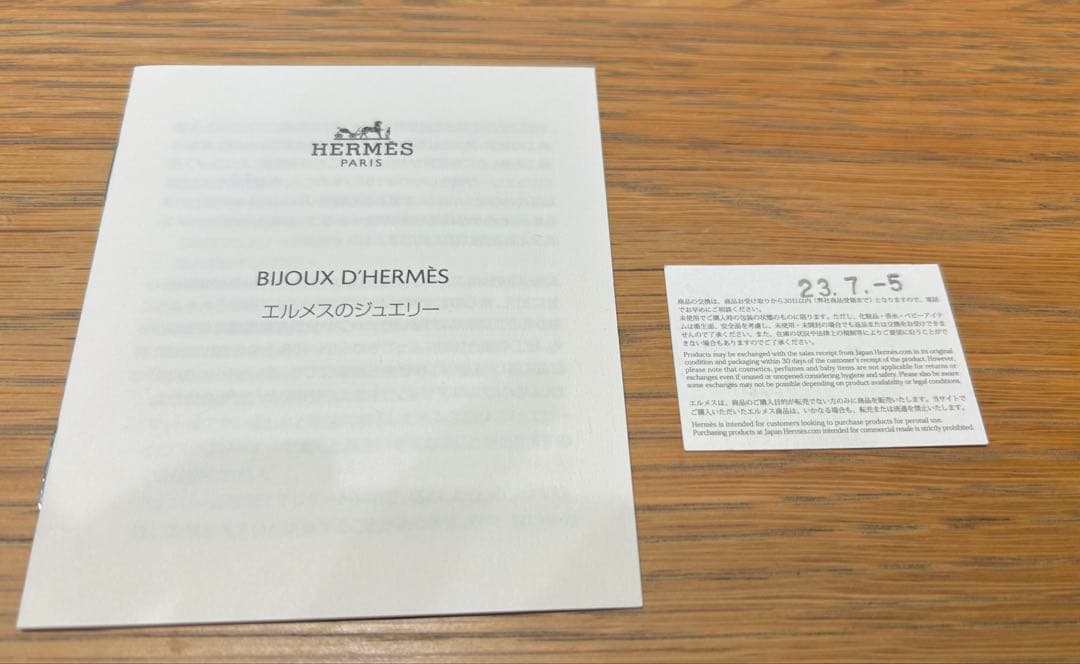 HERMÈS
PARIS
BIJOUX D'HERMÈS
エルメスのジュエリー
23.7.-5
商品の交換は、商品お受け取りから30日以内（弊社商品受領まで）となりますので、電話
でお早めにご相談ください。
未使用でご購入時の包装の状態のものに限ります。ただし、化粧品・香水・ベビーアイテ
ムは衛生面、安全品を考慮し、未使用・未開封の場合でも返品または交換をお受けできま
せんので了承ください。また、在庫の状況や法律上の規制等によりご要望に沿うことがで
きない場合もありますのでご了承ください。
Products may be exchanged with the sales receipt from Japan Hermès.com in its original
condition and packaging within 30 days of the customer's receipt of the product. However,
please note that cosmetics, perfumes and baby items are not applicable for returns or
exchanges even if unused or unopened considering hygiene and safety. Please also be aware
some exchanges may not be possible depending on product availability or legal conditions.
エルメスは、商品のご購入目的が転売でない方のみに商品を販売いたします。当サイトで
ご購入いただいたエルメス商品は、いかなる場合も、転売または流通を禁止いたします。
Hermès is intended for customers looking to purchase products for peronal use.
Purchasing products at Japan Hermès.com intended for commercial resale is strictly prohibited.